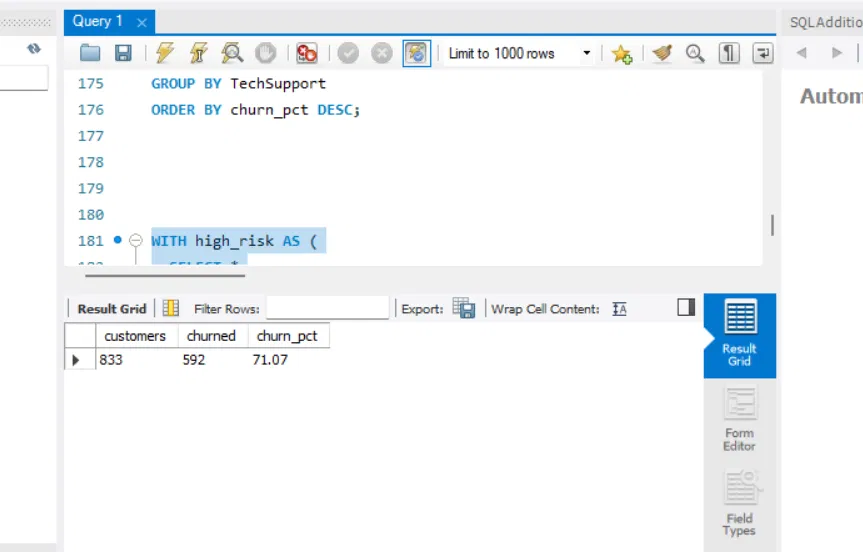 Query 1
SQLAdditio
Limit to 1000 rows
Autom
175 GROUP BY TechSupport
176 ORDER BY churn_pct DESC;
177
178
179
180
181 WITH high_risk AS (
182 SELECT *
Result Grid Filter Rows: Export: Wrap Cell Content:
customers churned churn_pct
833 592 71.07
Result
Grid
Form
Editor
Field
Types